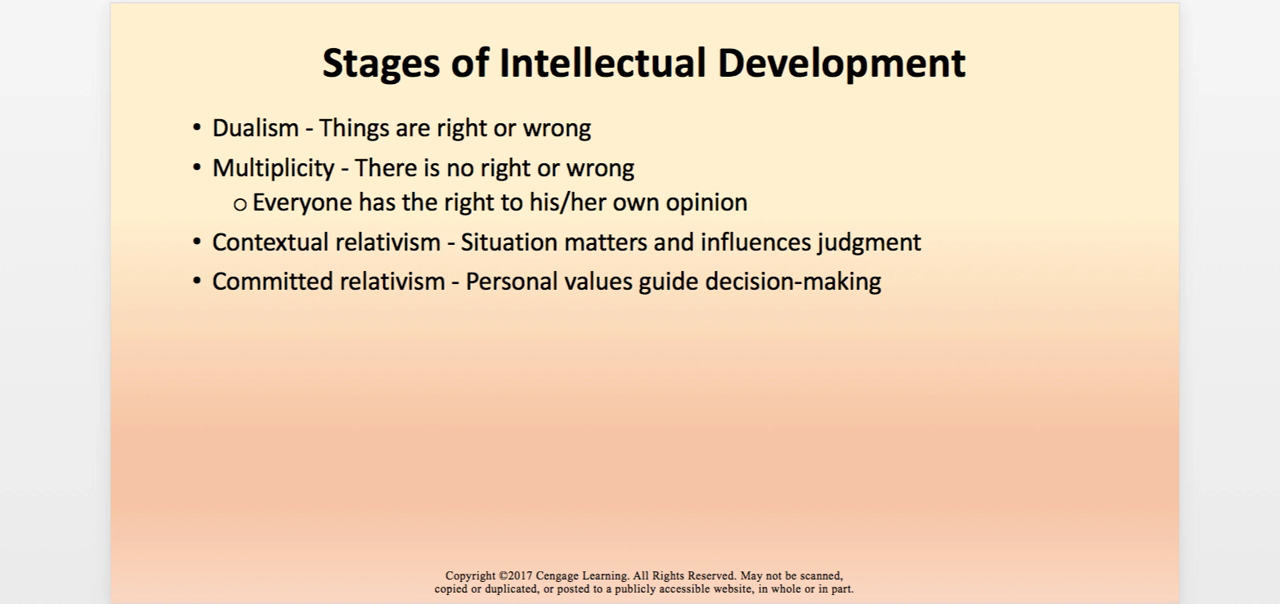 Stages of Intellectual Development
• Dualism - Things are right or wrong
• Multiplicity - There is no right or wrong
○ Everyone has the right to his/her own opinion
• Contextual relativism - Situation matters and influences judgment
• Committed relativism - Personal values guide decision-making
Copyright ©2017 Cengage Learning. All Rights Reserved. May not be scanned,
copied or duplicated, or posted to a publicly accessible website, in whole or in part.